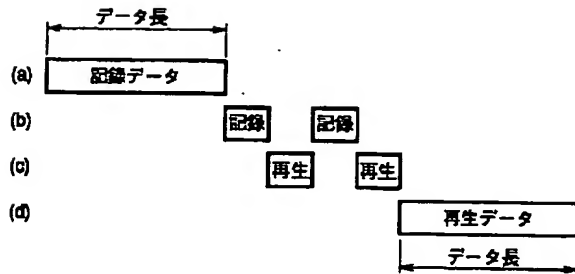 データ長
(a) 記録データ
(b) 記録 記録
(c) 再生 再生
(d) 再生データ
データ長